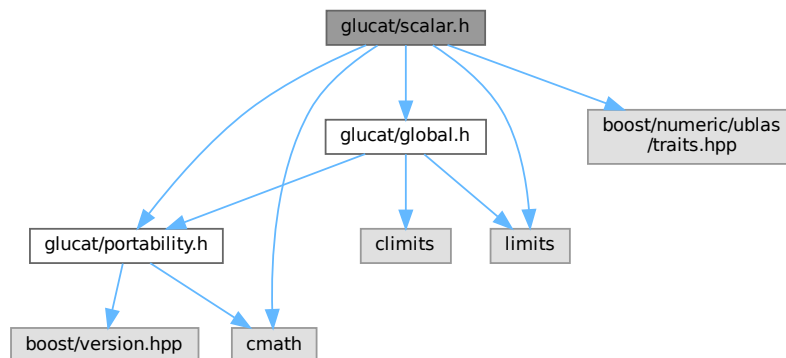 glucat/scalar.h
glucat/global.h
boost/numeric/ublas
/traits.hpp
glucat/portability.h
climits
limits
boost/version.hpp
cmath